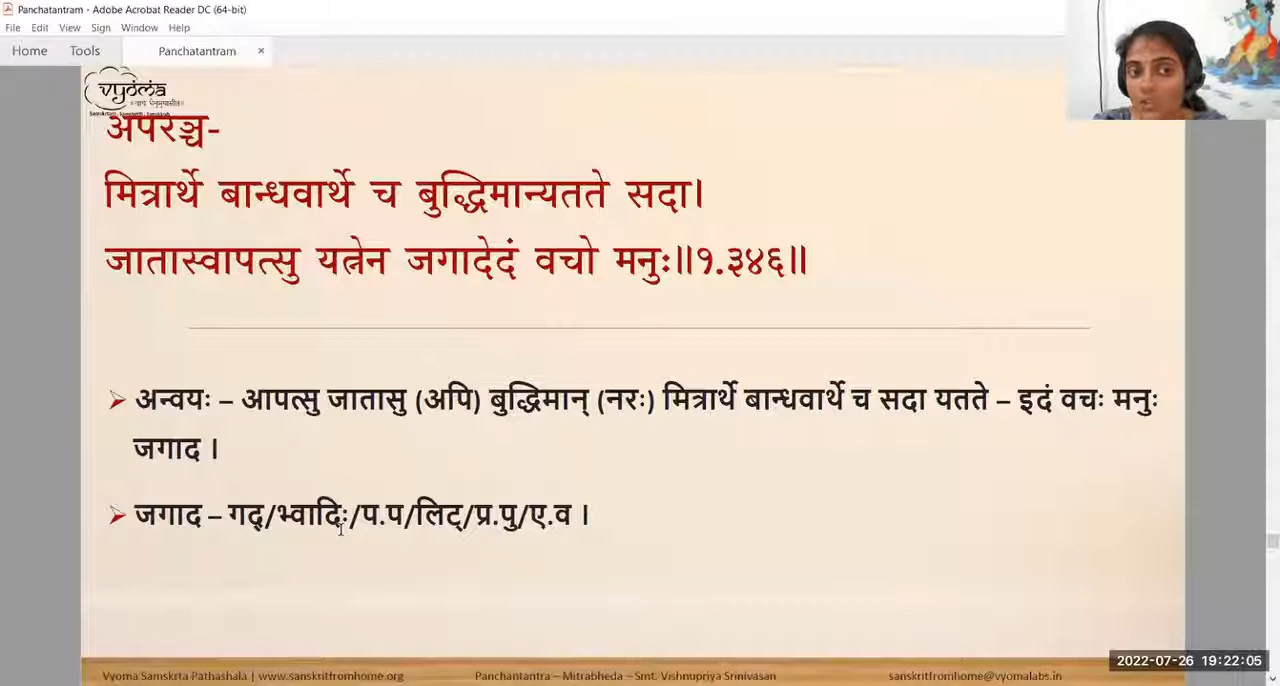 Panchatantram - Adobe Acrobat Reader DC (64-bit)
File Edit View Sign Window Help
Home Tools Panchatantram ×
vyoma
अपरञ्च-
मित्रार्थे बान्धवार्थे च बुद्धिमान्यतते सदा।
जातास्वापत्सु यत्नेन जगादेदं वचो मनुः॥१.३४६॥
अन्वयः – आपत्सु जातासु (अपि) बुद्धिमान् (नरः) मित्रार्थे बान्धवार्थे च सदा यतते – इदं वचः मनुः
जगाद ।
जगाद – गद्/भ्वादिः/प.प/लिट्/प्र.पु/ए.व ।
2022-07-26 19:22:05
Vyoma Samskrta Pathashala | www.sanskritfromhome.org Panchantantra – Mitrabheda – Smt. Vishnupriya Srinivasan sanskritfromhome@vyomalabs.in